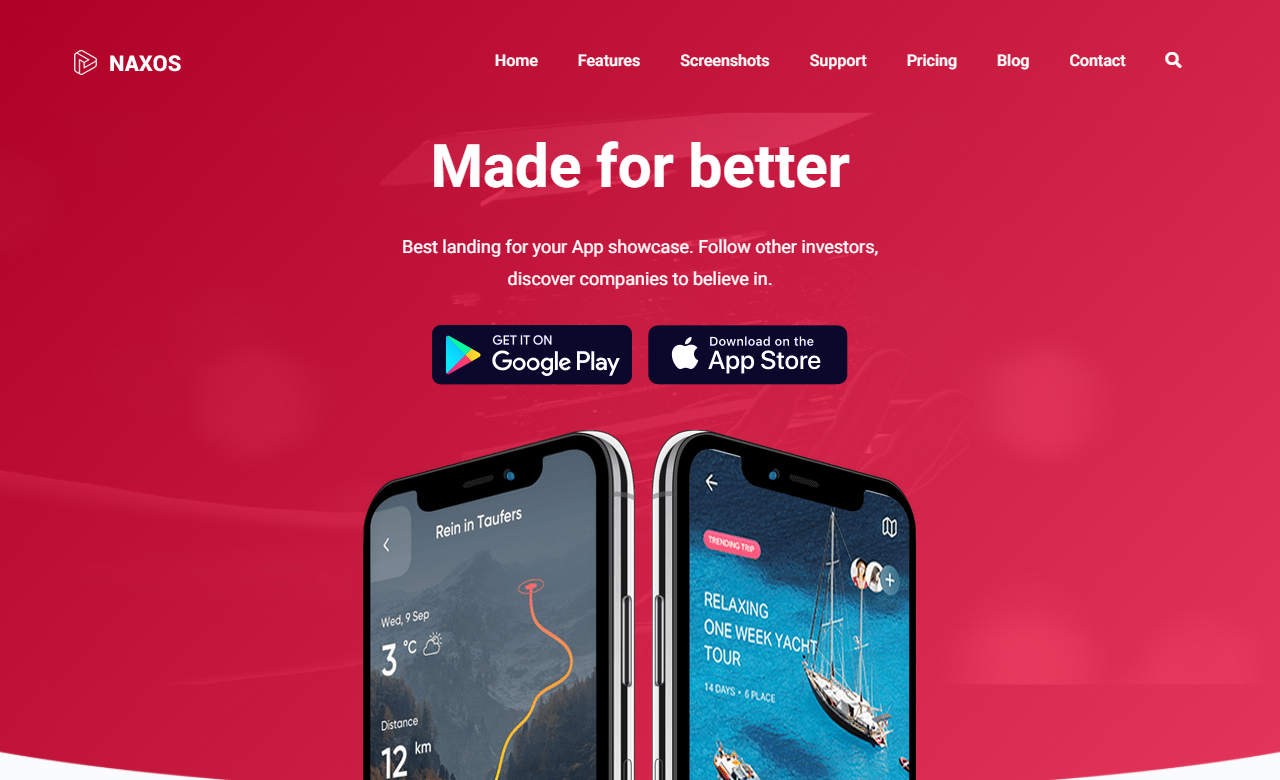 NAXOS
Home Features Screenshots Support Pricing Blog Contact
Made for better
Best landing for your App showcase. Follow other investors,
discover companies to believe in.
GET IT ON
Google Play
Download on the
App Store
Rein in Taufers
Wed, 9 Sep
3 °C
Distance
12 km
TRENDING TRIP
RELAXING
ONE WEEK YACHT
TOUR
14 DAYS • 6 PLACE